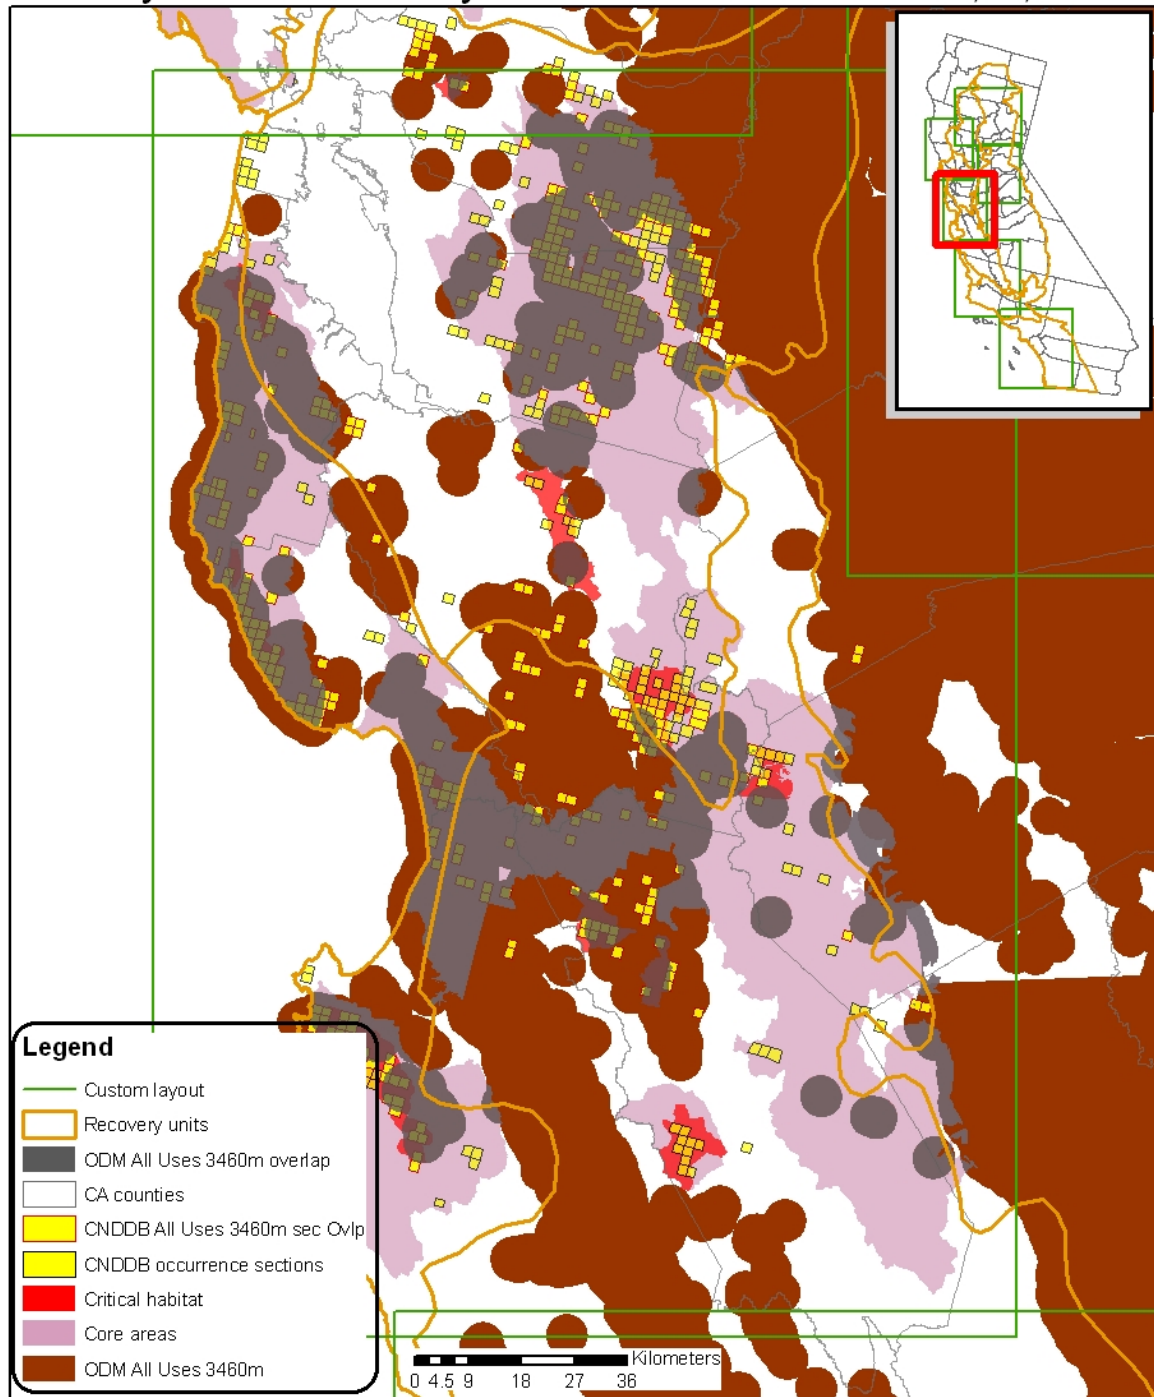 Legend
Custom layout
Recovery units
ODM All Uses 3460m overlap
CA counties
CNDDB All Uses 3460m sec Ovlp
CNDDB occurrence sections
Critical habitat
Core areas
ODM All Uses 3460m
Kilometers
0 4.5 9 18 27 36